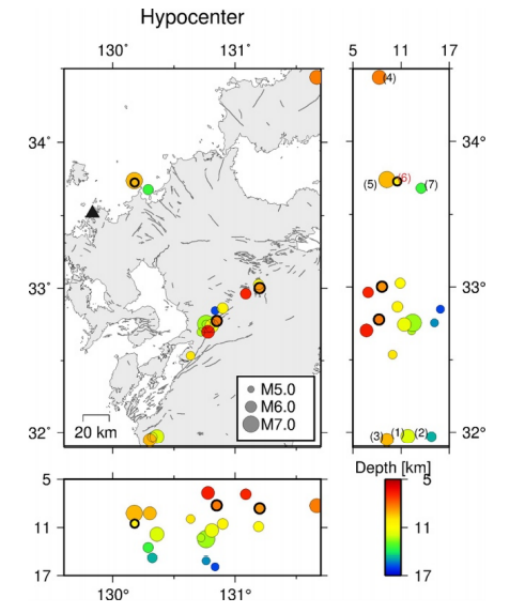 Hypocenter
130° 131° 5 11 17
34° 34°
(4)
(5) (6) (7)
33° 33°
M5.0
M6.0
M7.0
20 km
32° 32°
(3) (1) (2)
Depth [km]
5 5
11 11
17 17
130° 131°